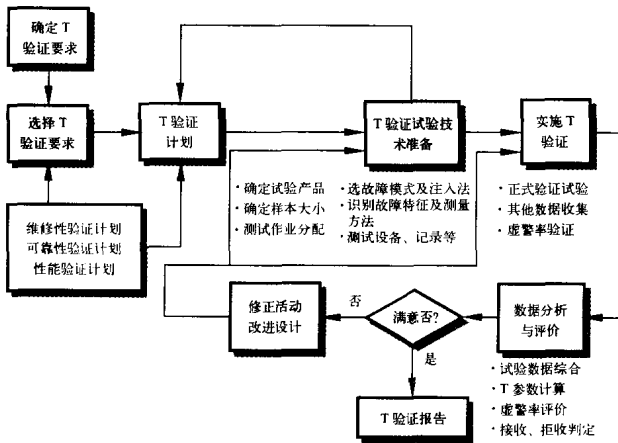 确定 T
验证要求
选择 T
验证要求
T 验证
计划
T 验证试验技
术准备
实施 T
验证
维修性验证计划
可靠性验证计划
性能验证计划
·确定试验产品
·确定样本大小
·测试作业分配
·选故障模式及注入法
·识别故障特征及测量
方法
·测试设备、记录等
·正式验证试验
·其他数据收集
·虚警率验证
修正活动
改进设计
否
满意否?
是
数据分析
与评价
·试验数据综合
·T 参数计算
·虚警率评价
·接收、拒收判定
T 验证报告